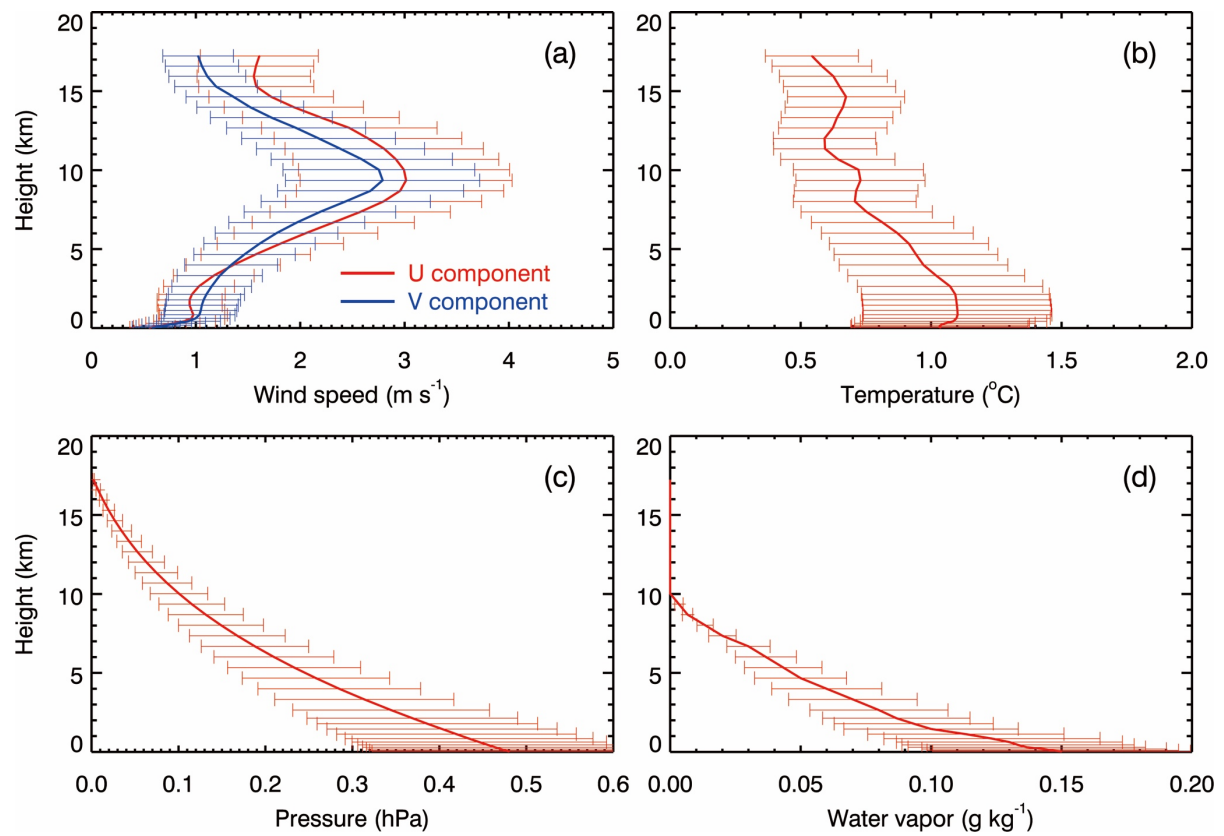 20
15
10
5
0
Height (km)
(a)
U component
V component
0 1 2 3 4 5
Wind speed (m s⁻¹)
20
15
10
5
0
(b)
0.0 0.5 1.0 1.5 2.0
Temperature (°C)
20
15
10
5
0
Height (km)
(c)
0.0 0.1 0.2 0.3 0.4 0.5 0.6
Pressure (hPa)
20
15
10
5
0
(d)
0.00 0.05 0.10 0.15 0.20
Water vapor (g kg⁻¹)